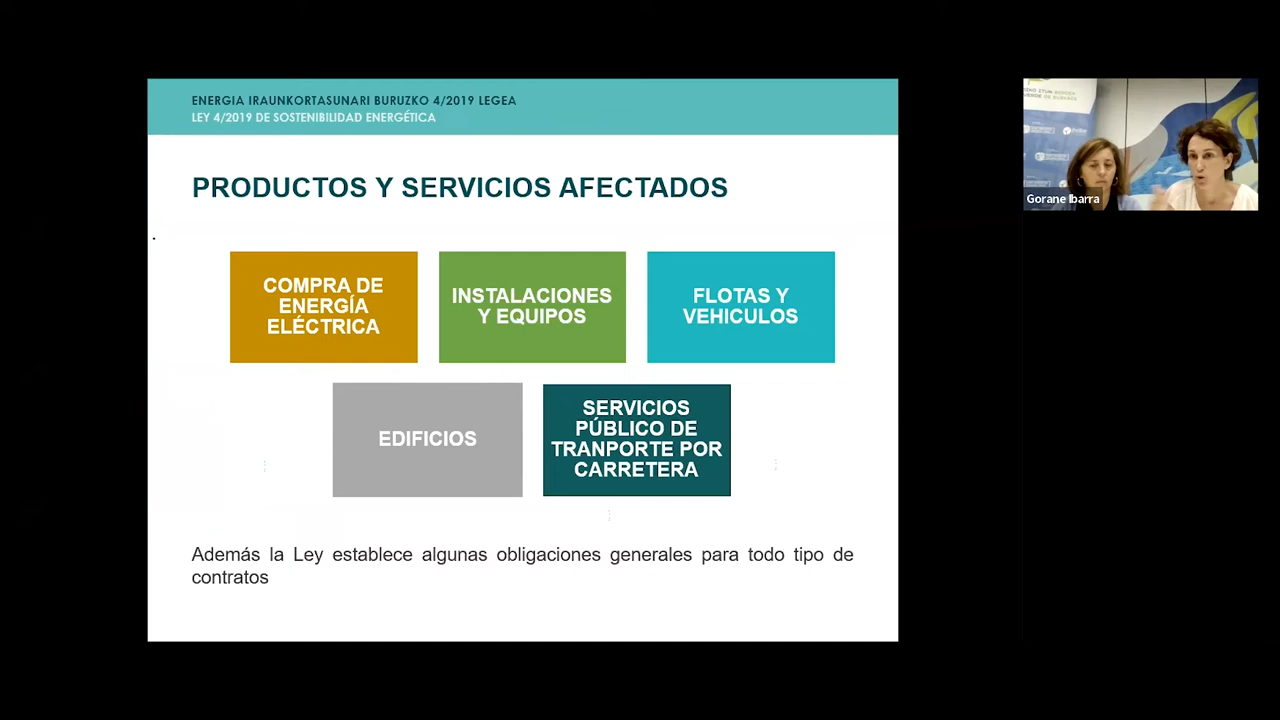 ENERGIA IRAUNKORTASUNARI BURUZKO 4/2019 LEGEA
LEY 4/2019 DE SOSTENIBILIDAD ENERGÉTICA
PRODUCTOS Y SERVICIOS AFECTADOS
COMPRA DE
ENERGÍA
ELÉCTRICA
INSTALACIONES
Y EQUIPOS
FLOTAS Y
VEHICULOS
EDIFICIOS
SERVICIOS
PÚBLICO DE
TRANPORTE POR
CARRETERA
Además la Ley establece algunas obligaciones generales para todo tipo de
contratos
Gorane Ibarra